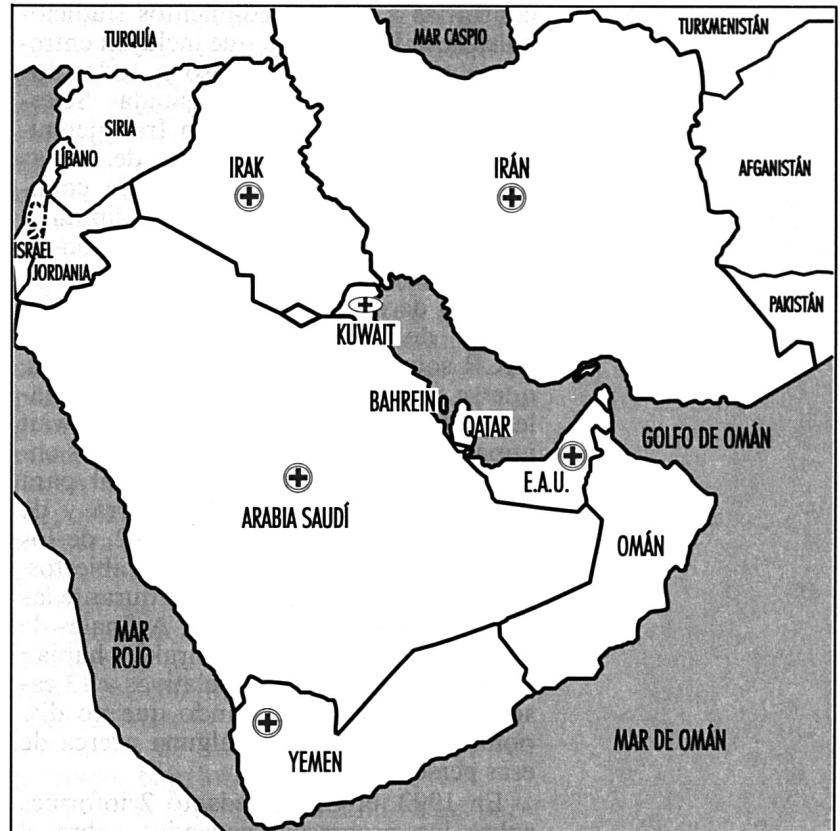 TURQUÍA
MAR CASPIO
TURKMENISTÁN
SIRIA
LÍBANO
IRAK
IRÁN
AFGANISTÁN
ISRAEL
JORDANIA
PAKISTÁN
KUWAIT
BAHREIN
QATAR
GOLFO DE OMÁN
E.A.U.
ARABIA SAUDÍ
OMÁN
MAR
ROJO
YEMEN
MAR DE OMÁN